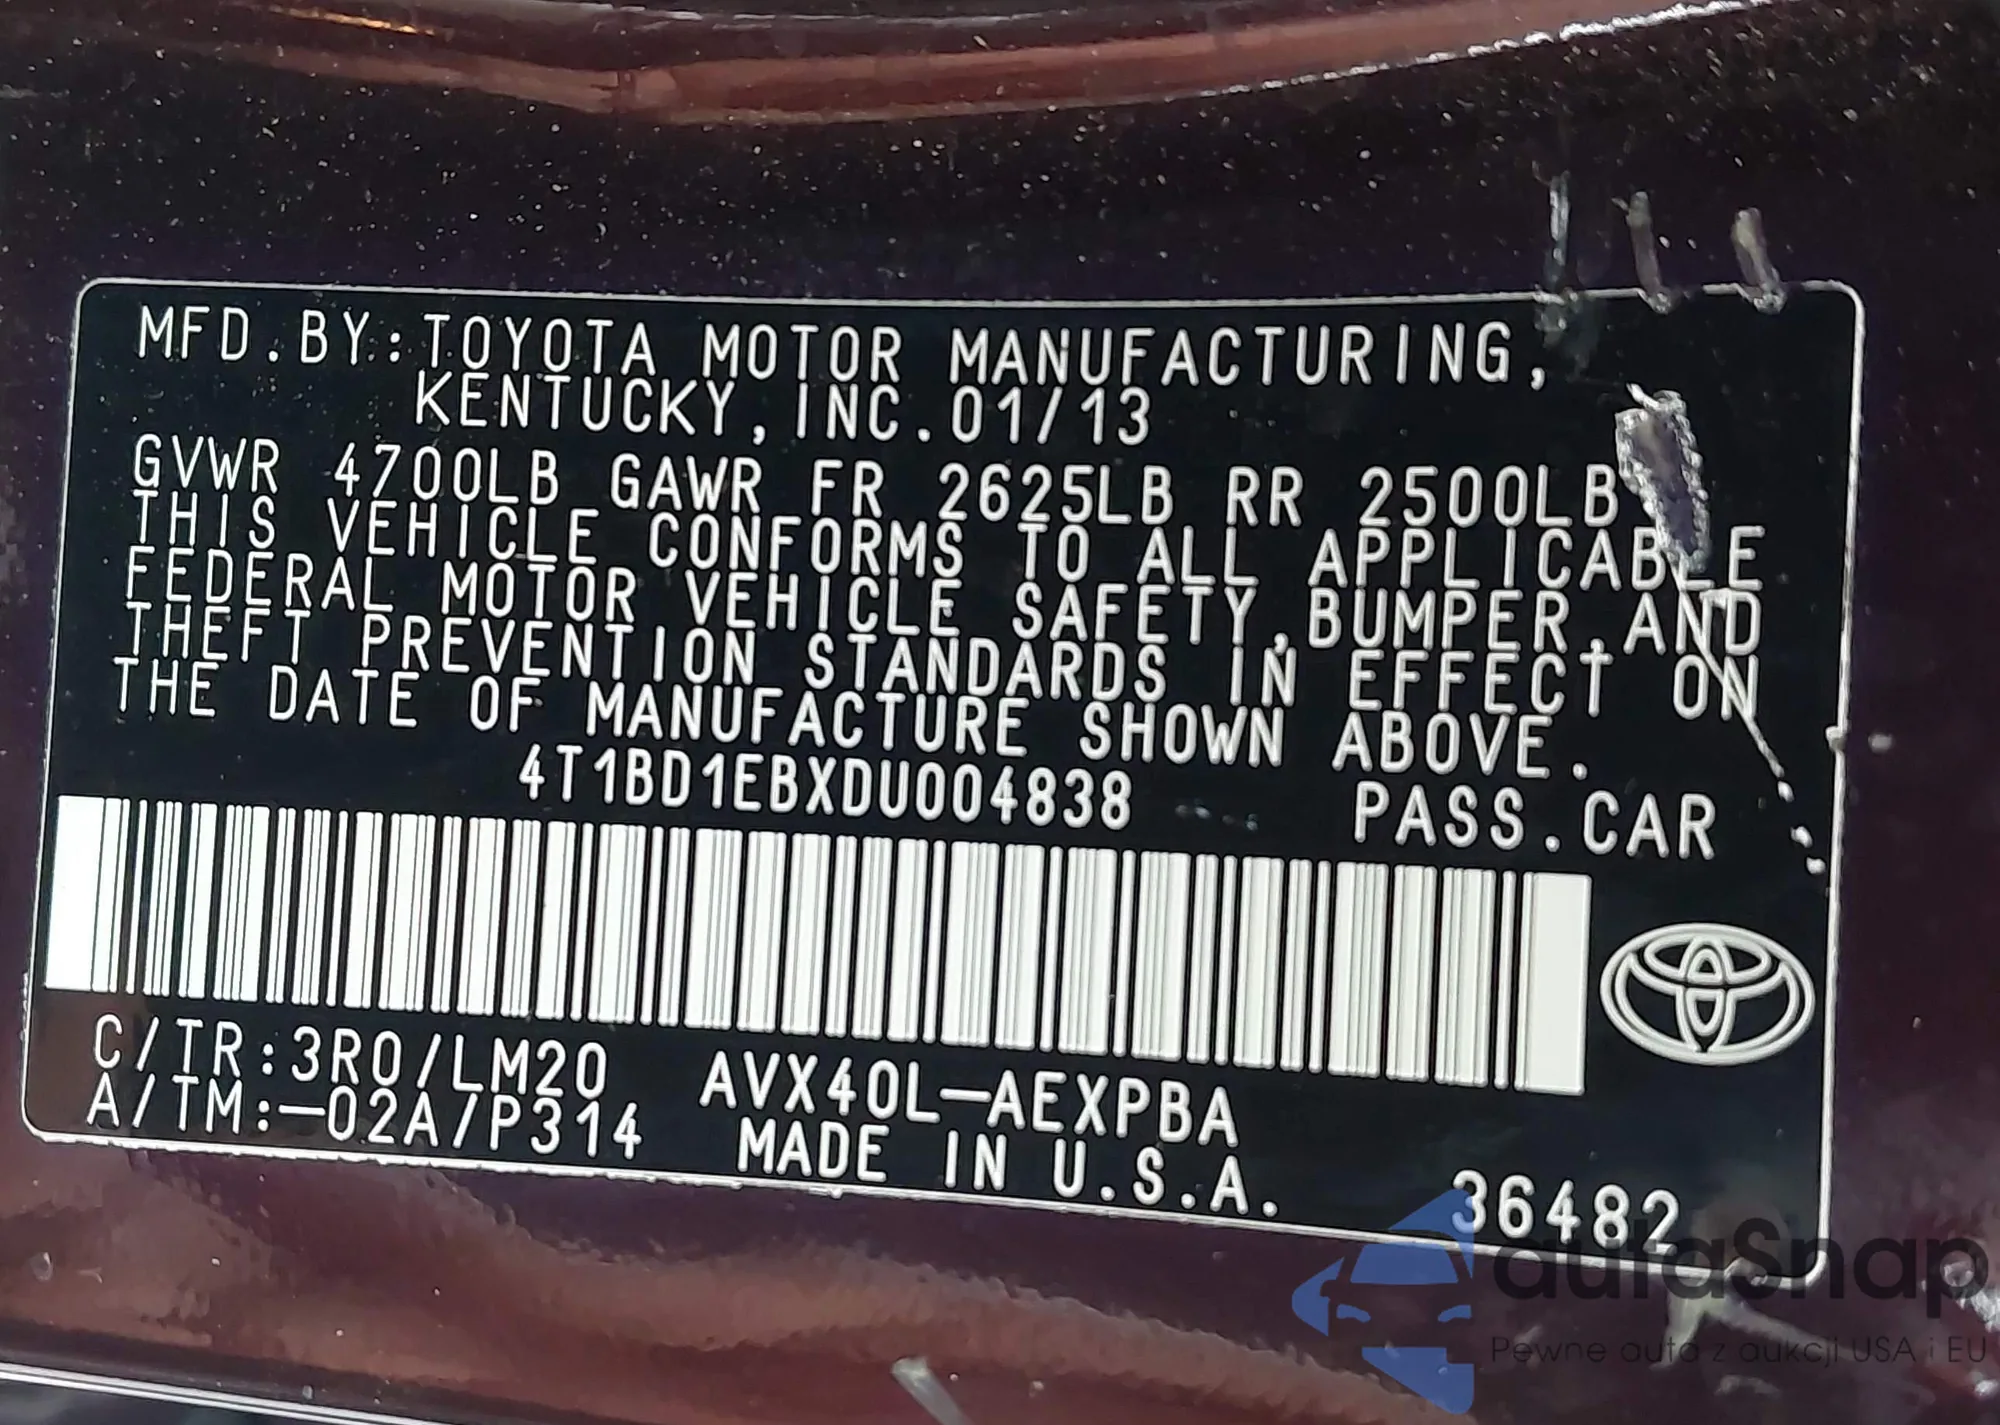 MFD.BY:TOYOTA MOTOR MANUFACTURING,
KENTUCKY,INC.01/13
GVWR 4700LB GAWR FR 2625LB RR 2500LB
THIS VEHICLE CONFORMS TO ALL APPLICABLE
FEDERAL MOTOR VEHICLE SAFETY,BUMPER,AND
THEFT PREVENTION STANDARDS IN EFFECT ON
THE DATE OF MANUFACTURE SHOWN ABOVE.
4T1BD1EBXDU004838 PASS.CAR
C/TR:3R0/LM20 AVX40L-AEXPBA
A/TM:-02A/P314 MADE IN U.S.A.
36482
autaSnap
Pewne auta z aukcji USA i EU